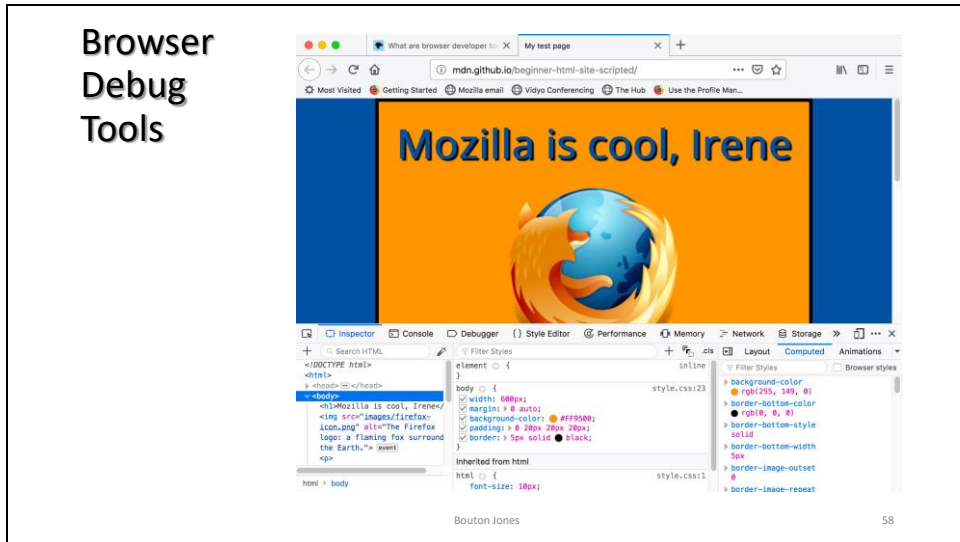 Browser
Debug
Tools
What are browser developer to
My test page
mdn.github.io/beginner-html-site-scripted/
Most Visited Getting Started Mozilla email Vidyo Conferencing The Hub Use the Profile Man...
Mozilla is cool, Irene
Inspector Console Debugger {} Style Editor Performance Memory Network Storage
Search HTML
<!DOCTYPE html>
<html>
<head></head>
<body>
<h1>Mozilla is cool, Irene</
<img src="images/firefox-
icon.png" alt="The Firefox
logo: a flaming fox surround
the Earth."> event
<p>
html > body
Filter Styles + .cls
element { inline
}
body { style.css:23
width: 600px;
margin: 0 auto;
background-color: #FF9500;
padding: 0 20px 20px 20px;
border: 5px solid black;
}
Inherited from html
html { style.css:1
font-size: 10px;
Layout Computed Animations
Filter Styles Browser styles
background-color
rgb(255, 149, 0)
border-bottom-color
rgb(0, 0, 0)
border-bottom-style
solid
border-bottom-width
5px
border-image-outset
0
border-image-repeat
Bouton Jones
58